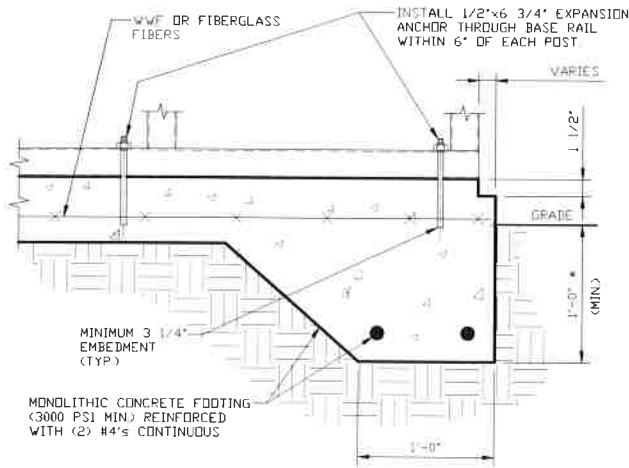 WWF OR FIBERGLASS
FIBERS
INSTALL 1/2"x6 3/4" EXPANSION
ANCHOR THROUGH BASE RAIL
WITHIN 6" OF EACH POST.
VARIES
1 1/2"
GRADE
1'-0" *
(MIN.)
MINIMUM 3 1/4"
EMBEDMENT
(TYP.)
MONOLITHIC CONCRETE FOOTING
(3000 PSI MIN.) REINFORCED
WITH (2) #4's CONTINUOUS
1'-0"